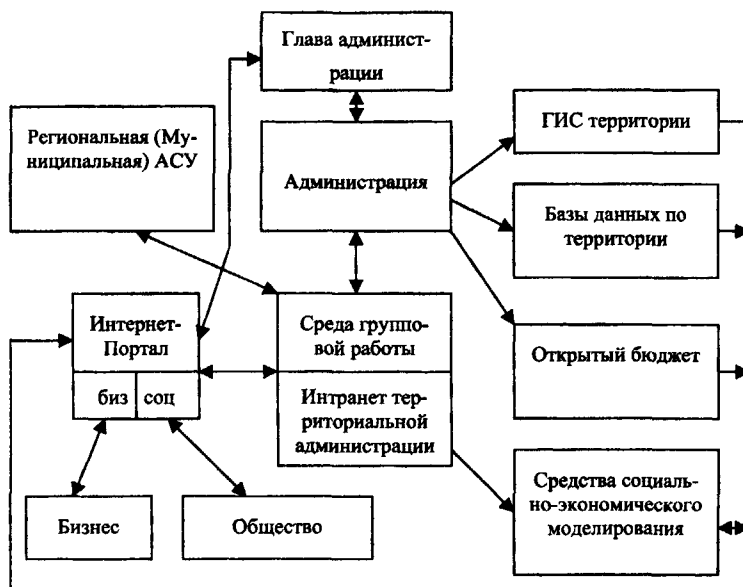 Глава админист-
рации
Региональная (Му-
ниципальная) АСУ
Администрация
ГИС территории
Базы данных по
территории
Интернет-
Портал
биз соц
Среда группо-
вой работы
Интранет тер-
риториальной
администрации
Открытый бюджет
Средства социаль-
но-экономического
моделирования
Бизнес
Общество